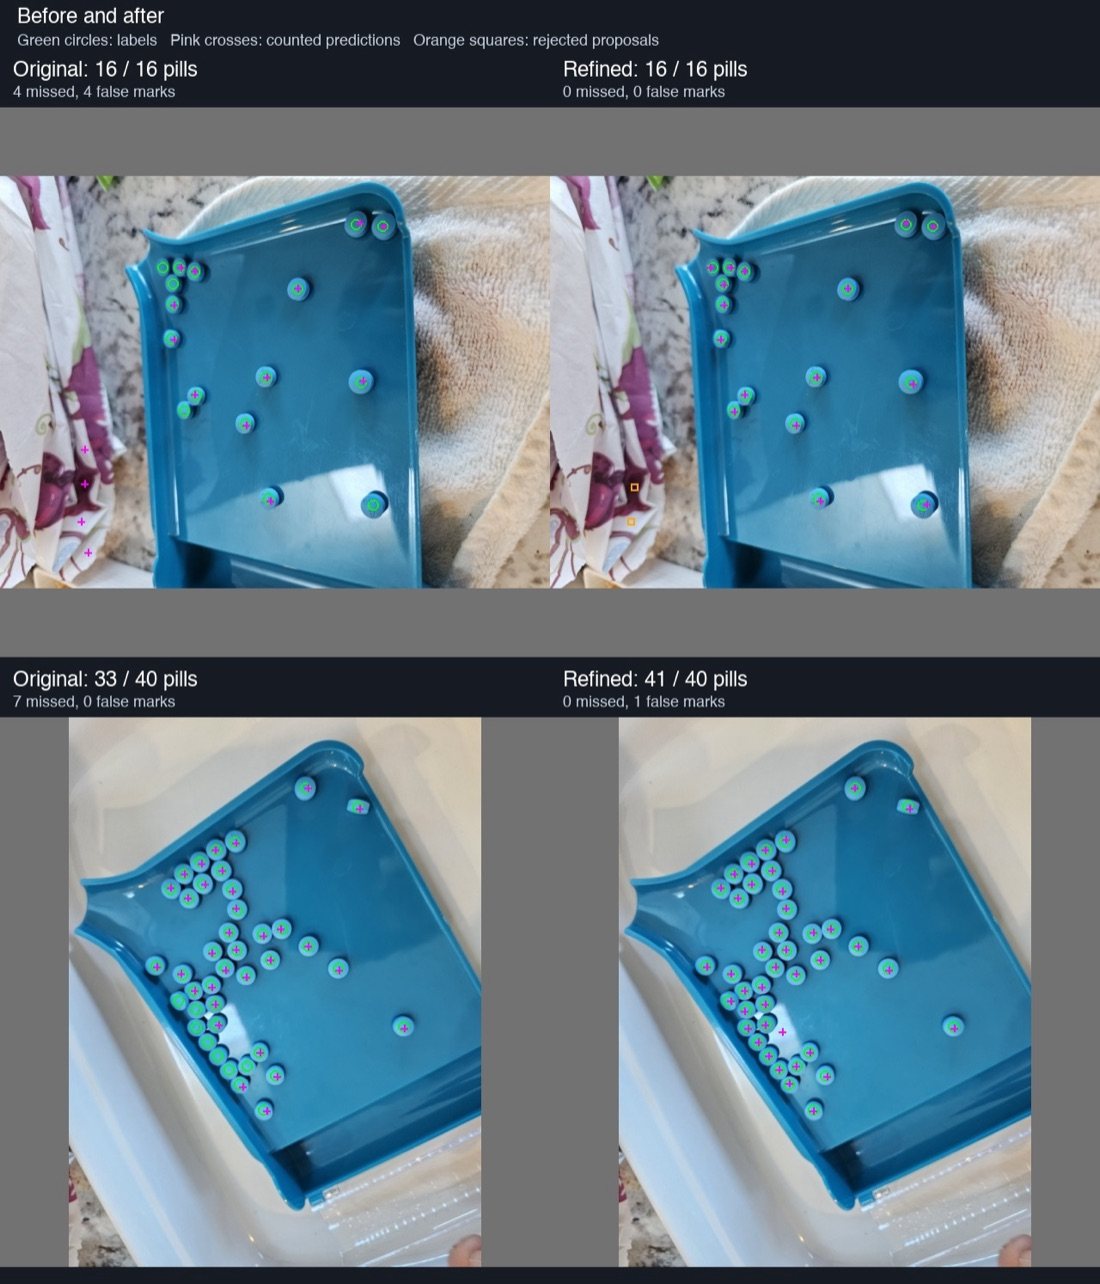 Before and after
Green circles: labels Pink crosses: counted predictions Orange squares: rejected proposals
Original: 16 / 16 pills
4 missed, 4 false marks
Refined: 16 / 16 pills
0 missed, 0 false marks
Original: 33 / 40 pills
7 missed, 0 false marks
Refined: 41 / 40 pills
0 missed, 1 false marks